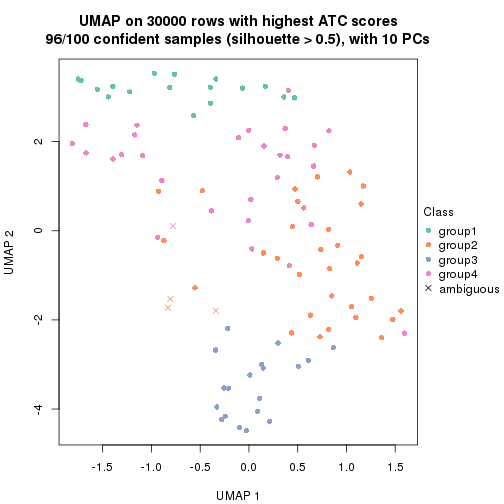 UMAP on 30000 rows with highest ATC scores
96/100 confident samples (silhouette > 0.5), with 10 PCs
UMAP 2
2
0
-2
-4
-1.5
-1.0
-0.5
0.0
0.5
1.0
1.5
UMAP 1
Class
group1
group2
group3
group4
ambiguous